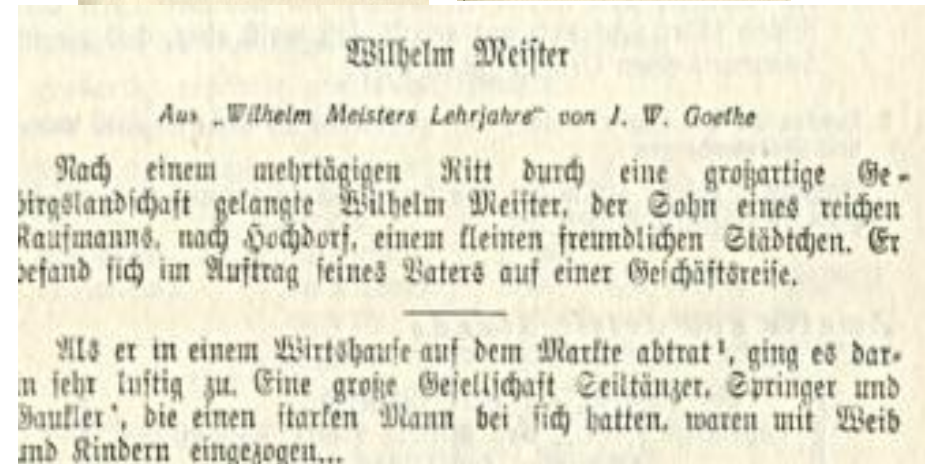 Wilhelm Meister
Aus „Wilhelm Meisters Lehrjahre" von J. W. Goethe
Nach einem mehrtägigen Ritt durch eine großartige Ge-
birgslandschaft gelangte Wilhelm Meister, der Sohn eines reichen
Kaufmanns, nach Hochdorf, einem kleinen freundlichen Städtchen. Er
befand sich im Auftrag seines Vaters auf einer Geschäftsreise.
Als er in einem Wirtshause auf dem Markte abtrat¹, ging es dar-
in sehr lustig zu. Eine große Gesellschaft Seiltänzer, Springer und
Gaukler, die einen starken Mann bei sich hatten, waren mit Weib
und Kindern eingezogen...